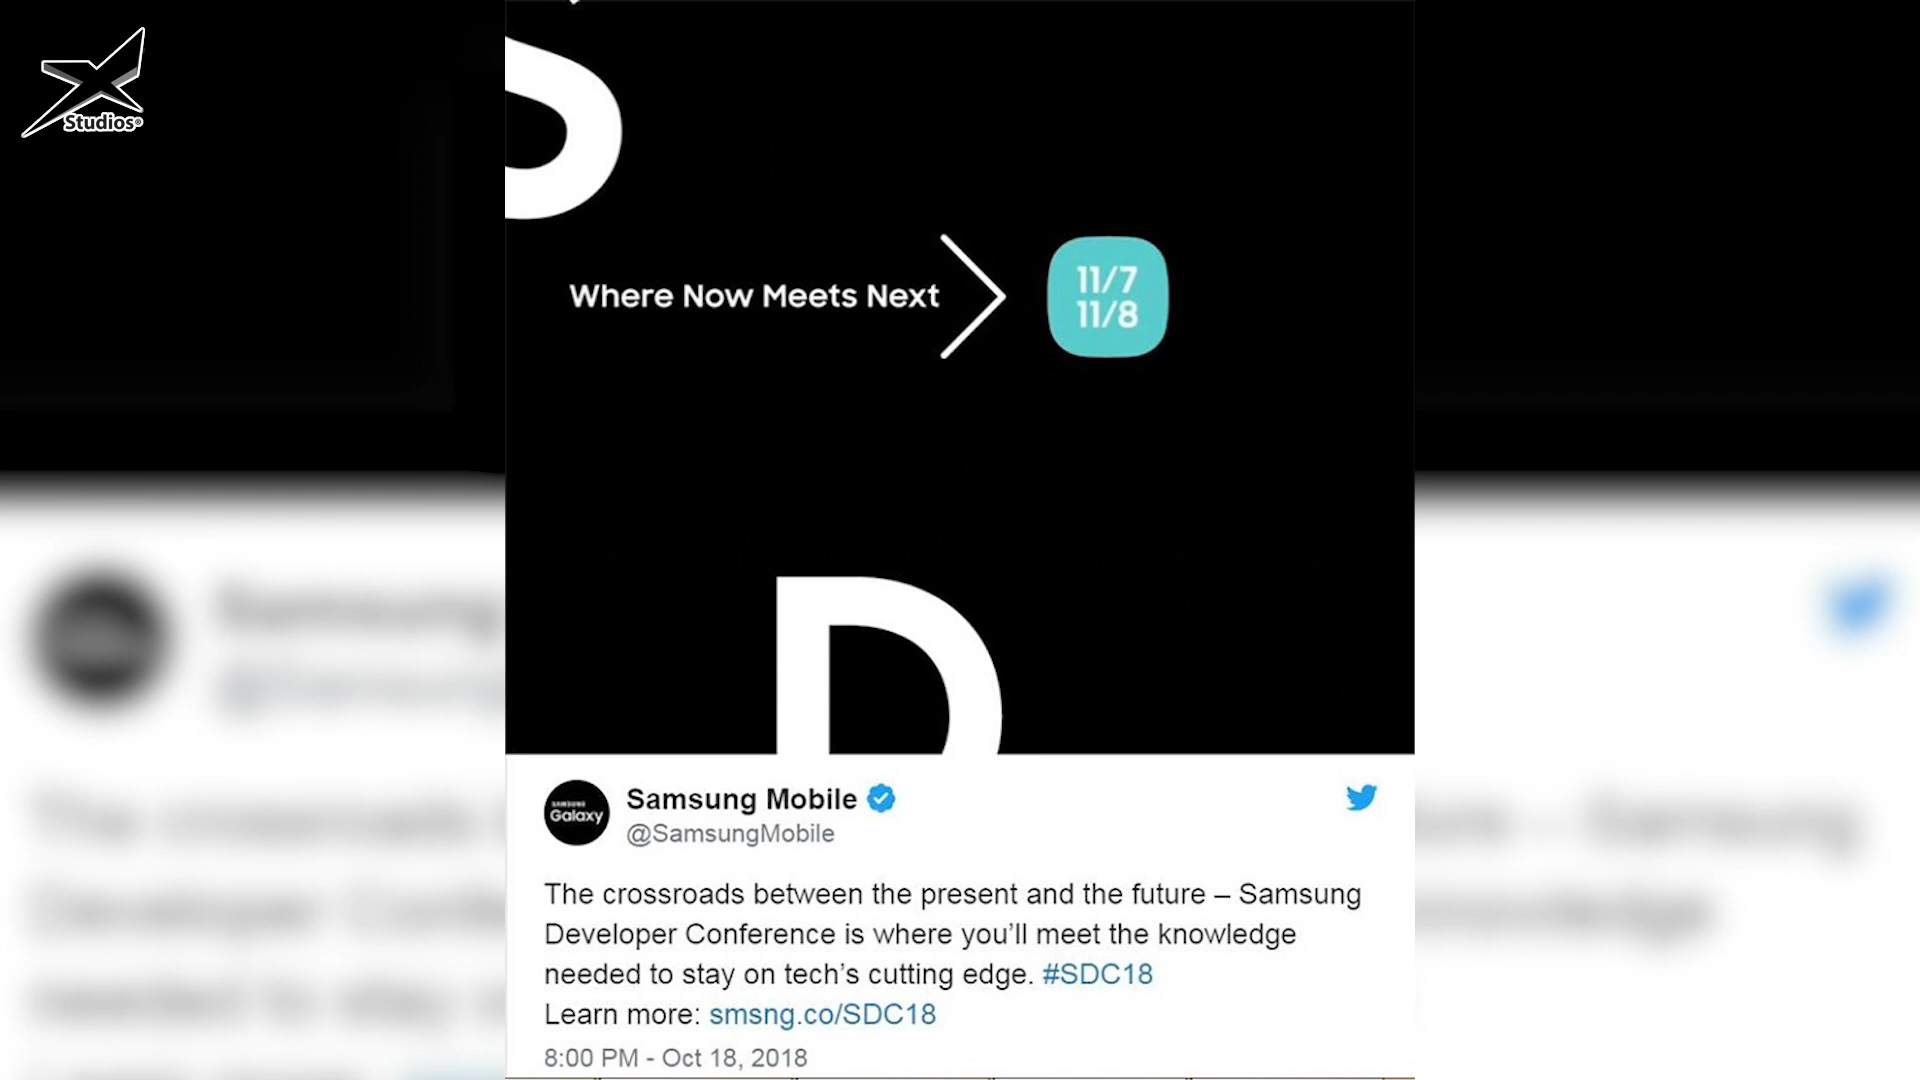 Studios®
S
Where Now Meets Next
11/7
11/8
D
SAMSUNG
Galaxy
Samsung Mobile
@SamsungMobile
The crossroads between the present and the future – Samsung
Developer Conference is where you’ll meet the knowledge
needed to stay on tech’s cutting edge. #SDC18
Learn more: smsng.co/SDC18
8:00 PM - Oct 18, 2018